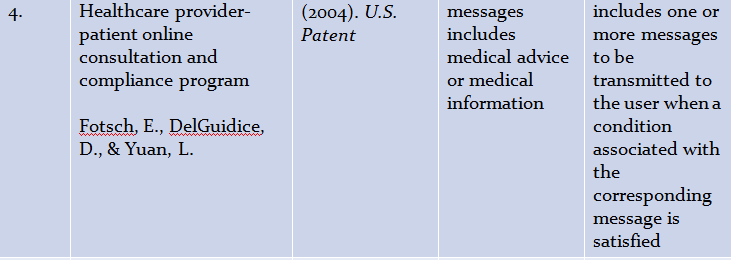 4.
Healthcare provider-
patient online
consultation and
compliance program
Fotsch, E., DelGuidice,
D., & Yuan, L.
(2004). U.S.
Patent
messages
includes
medical advice
or medical
information
includes one or
more messages
to be
transmitted to
the user when a
condition
associated with
the
corresponding
message is
satisfied